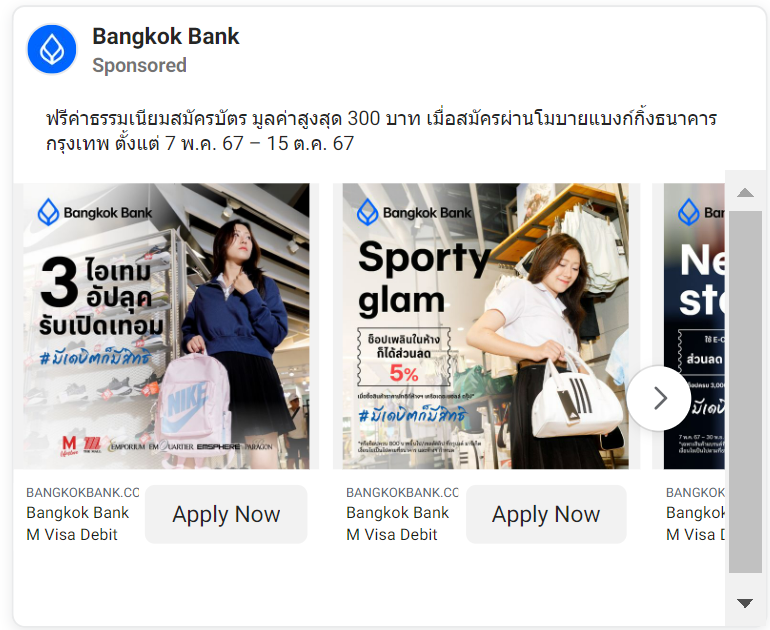 Bangkok Bank
Sponsored
ฟรีค่าธรรมเนียมสมัครบัตร มูลค่าสูงสุด 300 บาท เมื่อสมัครผ่านโมบายแบงก์กิ้งธนาคาร
กรุงเทพ ตั้งแต่ 7 พ.ค. 67 – 15 ต.ค. 67
Bangkok Bank
3 ไอเทม
อัปลุค
รับเปิดเทอม
#มีเดบิตก็มีสิทธิ
NIKE
M
THE MALL
EMPORIUM EM QUARTIER EMSPHERE PARAGON
BANGKOKBANK.CO
Bangkok Bank
M Visa Debit
Apply Now
Bangkok Bank
Sporty
glam
ช็อปเพลินในห้าง
ก็ได้ส่วนลด
5%
#มีเดบิตก็มีสิทธิ
BANGKOKBANK.CO
Bangkok Bank
M Visa Debit
Apply Now
Ban
Ne
sto
ใช้ E-C
ส่วนลด
#มีเดบิ
BANGKOK
Bangkok
M Visa D